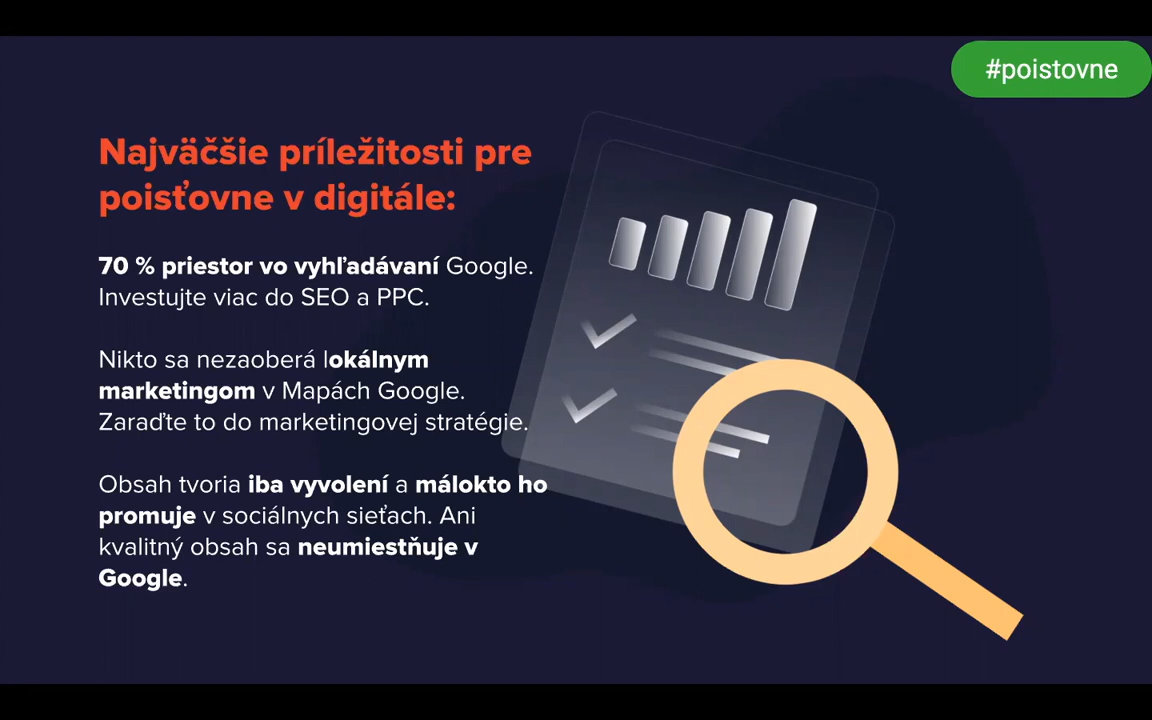 #poistovne
Najväčšie príležitosti pre
poisťovne v digitále:
70 % priestor vo vyhľadávaní Google.
Investujte viac do SEO a PPC.
Nikto sa nezaoberá lokálnym
marketingom v Mapách Google.
Zaraďte to do marketingovej stratégie.
Obsah tvoria iba vyvolení a málokto ho
promuje v sociálnych sieťach. Ani
kvalitný obsah sa neumiestňuje v
Google.